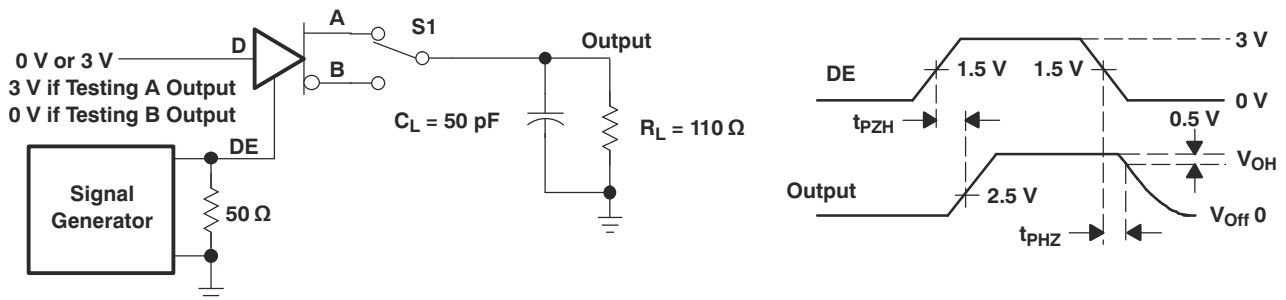 A
S1
D
Output
0 V or 3 V
B
3 V if Testing A Output
0 V if Testing B Output
C_L = 50 pF
R_L = 110 Ω
DE
Signal
Generator
50 Ω
3 V
DE
1.5 V
1.5 V
0 V
t_PZH
0.5 V
V_OH
Output
2.5 V
V_Off 0
t_PHZ